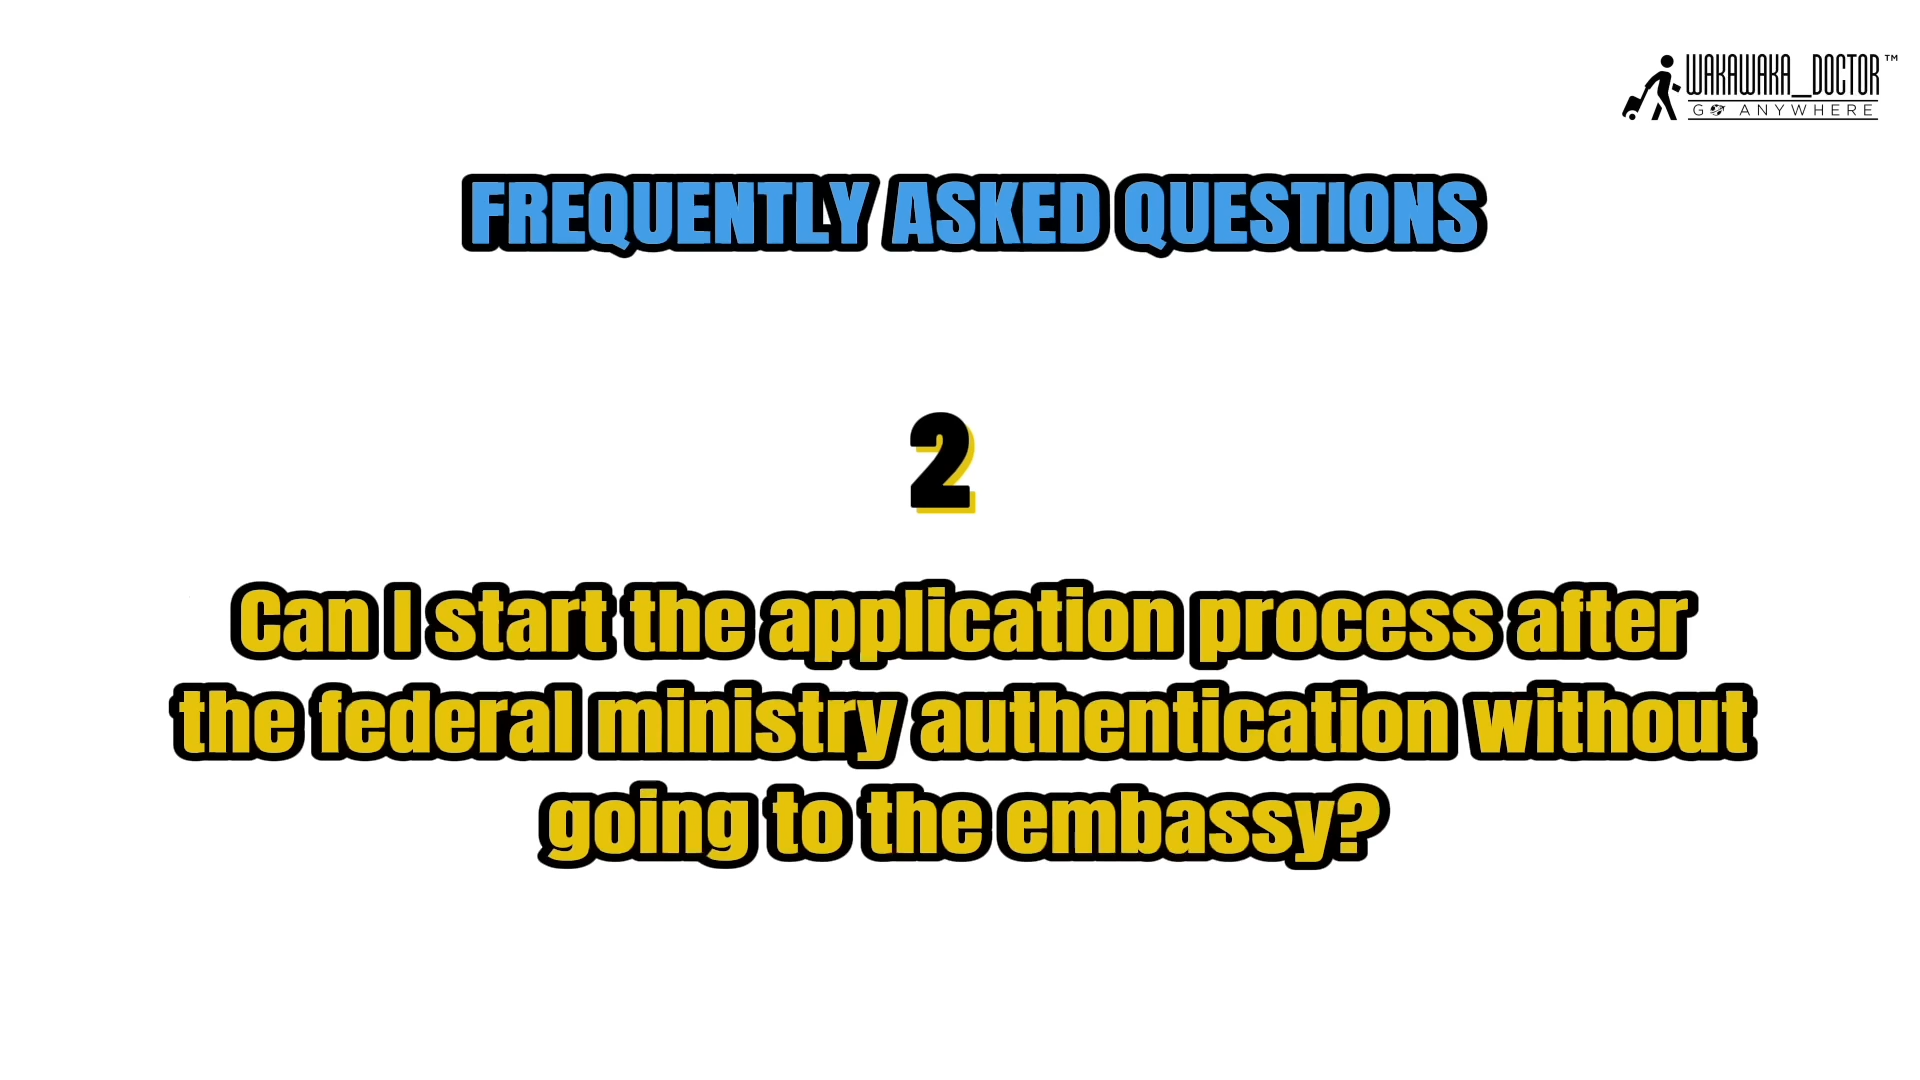 WAKAWAKA_DOCTOR™
GO ANYWHERE
FREQUENTLY ASKED QUESTIONS
2
Can I start the application process after
the federal ministry authentication without
going to the embassy?